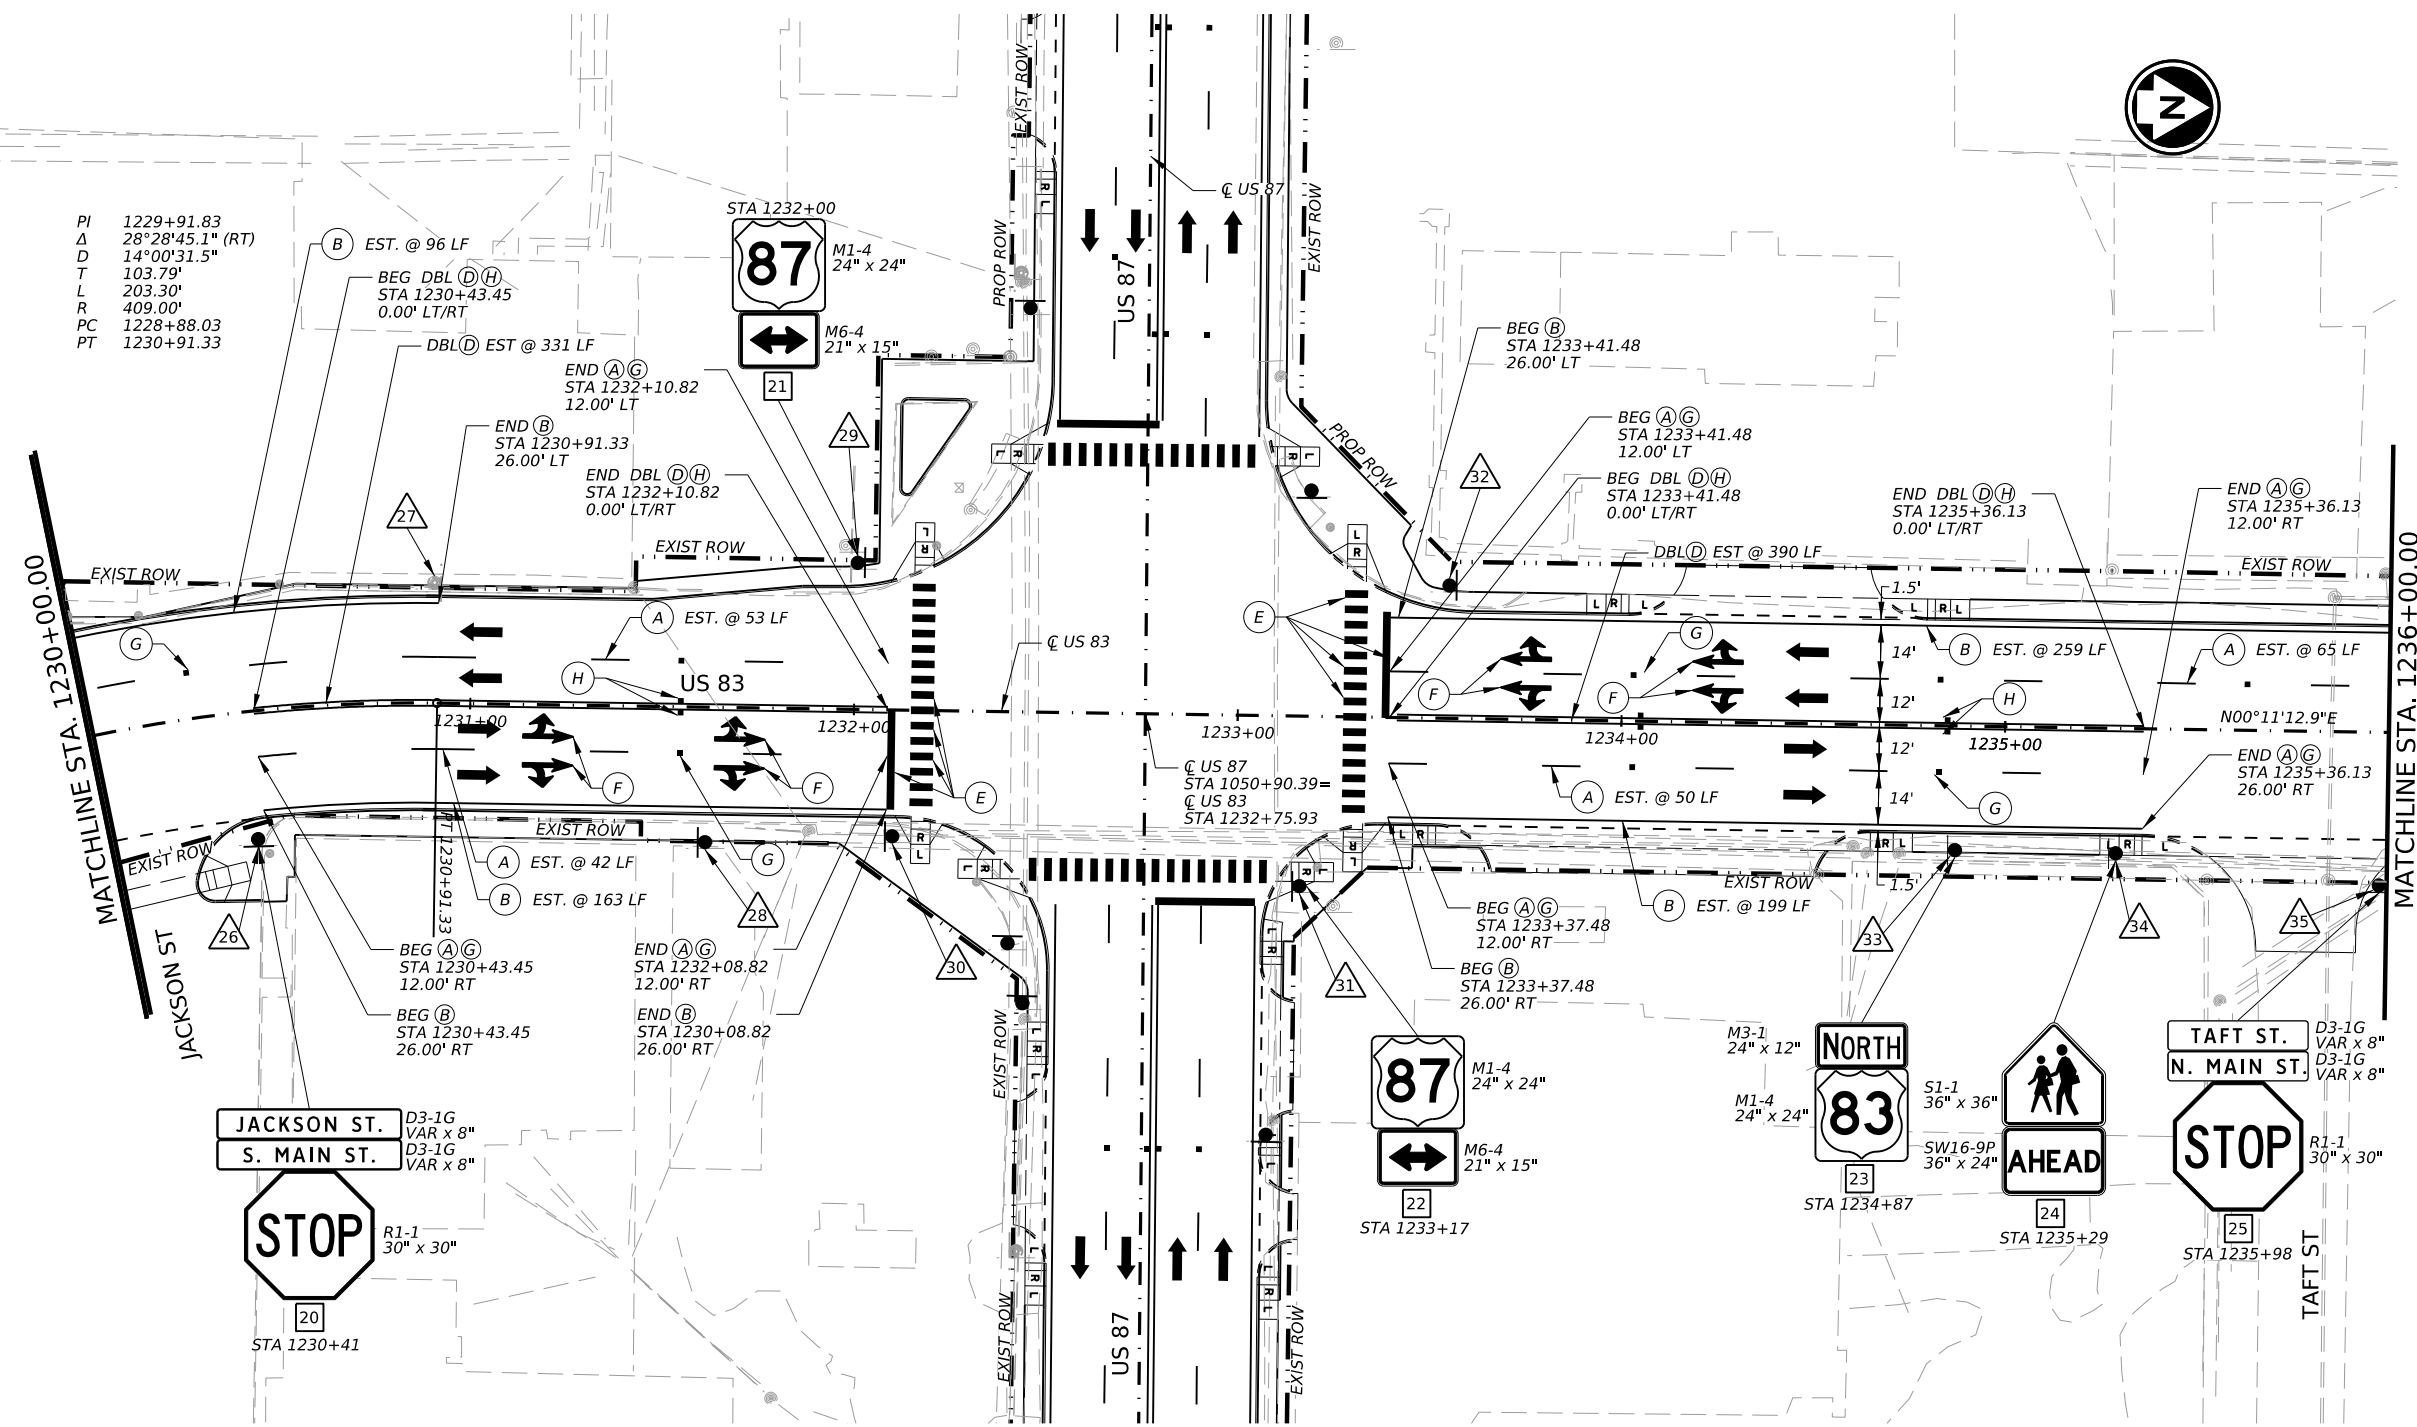 PI 1229+91.83
Δ 28°28'45.1" (RT)
D 14°00'31.5"
T 103.79'
L 203.30'
R 409.00'
PC 1228+88.03
PT 1230+91.33
B EST. @ 96 LF
BEG DBL D H
STA 1230+43.45
0.00' LT/RT
DBL D EST @ 331 LF
END B
STA 1230+91.33
26.00' LT
END A G
STA 1232+10.82
12.00' LT
END DBL D H
STA 1232+10.82
0.00' LT/RT
STA 1232+00
87
M1-4
24" x 24"
M6-4
21" x 15"
21
29
27
EXIST ROW
PROP ROW
US 87
℄ US 87
EXIST ROW
PROP ROW
N
BEG B
STA 1233+41.48
26.00' LT
BEG A G
STA 1233+41.48
12.00' LT
BEG DBL D H
STA 1233+41.48
0.00' LT/RT
32
END DBL D H
STA 1235+36.13
0.00' LT/RT
END A G
STA 1235+36.13
12.00' RT
DBL D EST @ 390 LF
EXIST ROW
EXIST ROW
EXIST ROW
MATCHLINE STA. 1230+00.00
MATCHLINE STA. 1236+00.00
G
A EST. @ 53 LF
H
US 83
℄ US 83
E
F
G
F
1.5'
14'
12'
12'
14'
1.5'
B EST. @ 259 LF
A EST. @ 65 LF
H
N00°11'12.9"E
1231+00
1232+00
1233+00
1234+00
1235+00
F
F
E
℄ US 87
STA 1050+90.39=
℄ US 83
STA 1232+75.93
A EST. @ 50 LF
G
END A G
STA 1235+36.13
26.00' RT
PT 1230+91.33
EXIST ROW
EXIST ROW
A EST. @ 42 LF
B EST. @ 163 LF
G
28
26
30
31
33
34
35
EXIST ROW
B EST. @ 199 LF
BEG A G
STA 1233+37.48
12.00' RT
BEG B
STA 1233+37.48
26.00' RT
JACKSON ST
BEG A G
STA 1230+43.45
12.00' RT
BEG B
STA 1230+43.45
26.00' RT
END A G
STA 1232+08.82
12.00' RT
END B
STA 1230+08.82
26.00' RT
EXIST ROW
JACKSON ST.
D3-1G
VAR x 8"
S. MAIN ST.
D3-1G
VAR x 8"
STOP
R1-1
30" x 30"
20
STA 1230+41
87
M1-4
24" x 24"
M6-4
21" x 15"
22
STA 1233+17
M3-1
24" x 12"
NORTH
M1-4
24" x 24"
83
23
STA 1234+87
S1-1
36" x 36"
SW16-9P
36" x 24"
AHEAD
24
STA 1235+29
TAFT ST.
D3-1G
VAR x 8"
N. MAIN ST.
D3-1G
VAR x 8"
STOP
R1-1
30" x 30"
25
STA 1235+98
TAFT ST
US 87
EXIST ROW
EXIST ROW
L R
R L
L R L